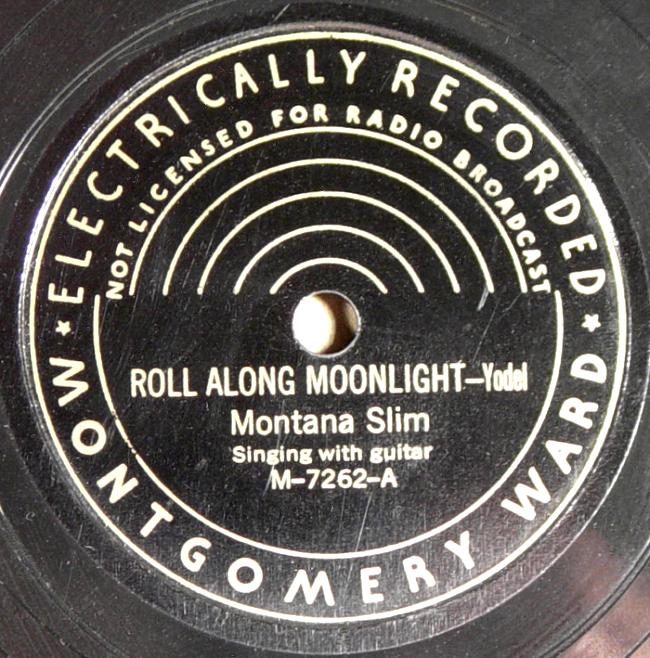 ELECTRICALLY RECORDED
NOT LICENSED FOR RADIO BROADCAST
ROLL ALONG MOONLIGHT—Yodel
Montana Slim
Singing with guitar
M-7262-A
★ MONTGOMERY WARD ★